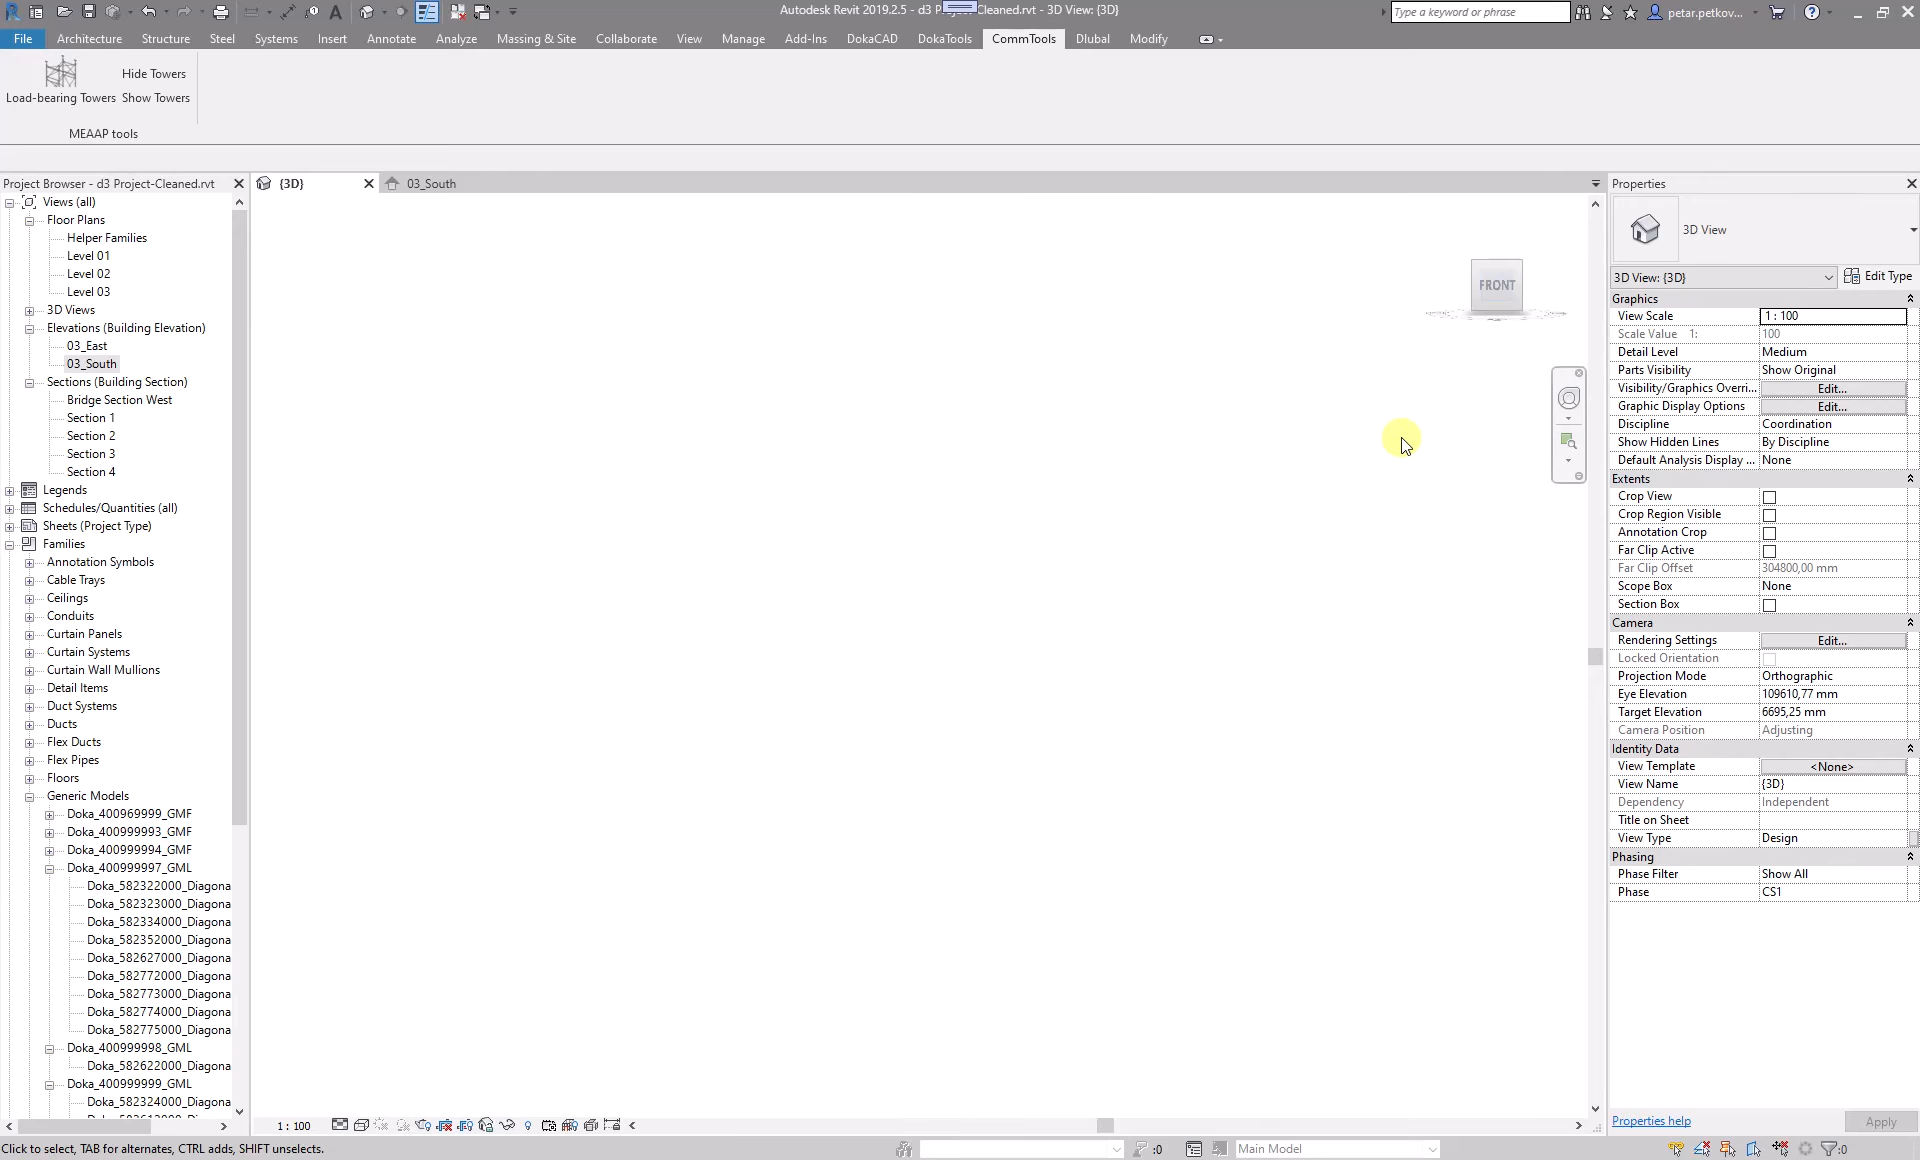 Autodesk Revit 2019.2.5 - d3 P Cleaned.rvt - 3D View: {3D}
Type a keyword or phrase
petar.petkov...
File Architecture Structure Steel Systems Insert Annotate Analyze Massing & Site Collaborate View Manage Add-Ins DokaCAD DokaTools CommTools Dlubal Modify
Hide Towers
Load-bearing Towers Show Towers
MEAAP tools
Project Browser - d3 Project-Cleaned.rvt
{3D}
03_South
Properties
Views (all)
Floor Plans
Helper Families
Level 01
Level 02
Level 03
3D Views
Elevations (Building Elevation)
03_East
03_South
Sections (Building Section)
Bridge Section West
Section 1
Section 2
Section 3
Section 4
Legends
Schedules/Quantities (all)
Sheets (Project Type)
Families
Annotation Symbols
Cable Trays
Ceilings
Conduits
Curtain Panels
Curtain Systems
Curtain Wall Mullions
Detail Items
Duct Systems
Ducts
Flex Ducts
Flex Pipes
Floors
Generic Models
Doka_400969999_GMF
Doka_400999993_GMF
Doka_400999994_GMF
Doka_400999997_GML
Doka_582322000_Diagona
Doka_582323000_Diagona
Doka_582334000_Diagona
Doka_582352000_Diagona
Doka_582627000_Diagona
Doka_582772000_Diagona
Doka_582773000_Diagona
Doka_582774000_Diagona
Doka_582775000_Diagona
Doka_400999998_GML
Doka_582622000_Diagona
Doka_400999999_GML
Doka_582324000_Diagona
FRONT
3D View
3D View: {3D}
Edit Type
Graphics
View Scale 1 : 100
Scale Value 1: 100
Detail Level Medium
Parts Visibility Show Original
Visibility/Graphics Overri... Edit...
Graphic Display Options Edit...
Discipline Coordination
Show Hidden Lines By Discipline
Default Analysis Display ... None
Extents
Crop View
Crop Region Visible
Annotation Crop
Far Clip Active
Far Clip Offset 304800,00 mm
Scope Box None
Section Box
Camera
Rendering Settings Edit...
Locked Orientation
Projection Mode Orthographic
Eye Elevation 109610,77 mm
Target Elevation 6695,25 mm
Camera Position Adjusting
Identity Data
View Template <None>
View Name {3D}
Dependency Independent
Title on Sheet
View Type Design
Phasing
Phase Filter Show All
Phase CS1
Properties help
Apply
1 : 100
Click to select, TAB for alternates, CTRL adds, SHIFT unselects.
:0
Main Model
:0